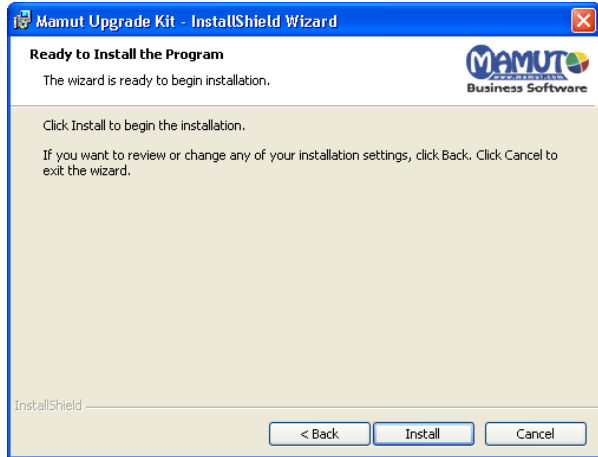 Mamut Upgrade Kit - InstallShield Wizard
Ready to Install the Program
The wizard is ready to begin installation.
MAMUT
www.mamut.com
Business Software
Click Install to begin the installation.
If you want to review or change any of your installation settings, click Back. Click Cancel to
exit the wizard.
InstallShield
< Back
Install
Cancel